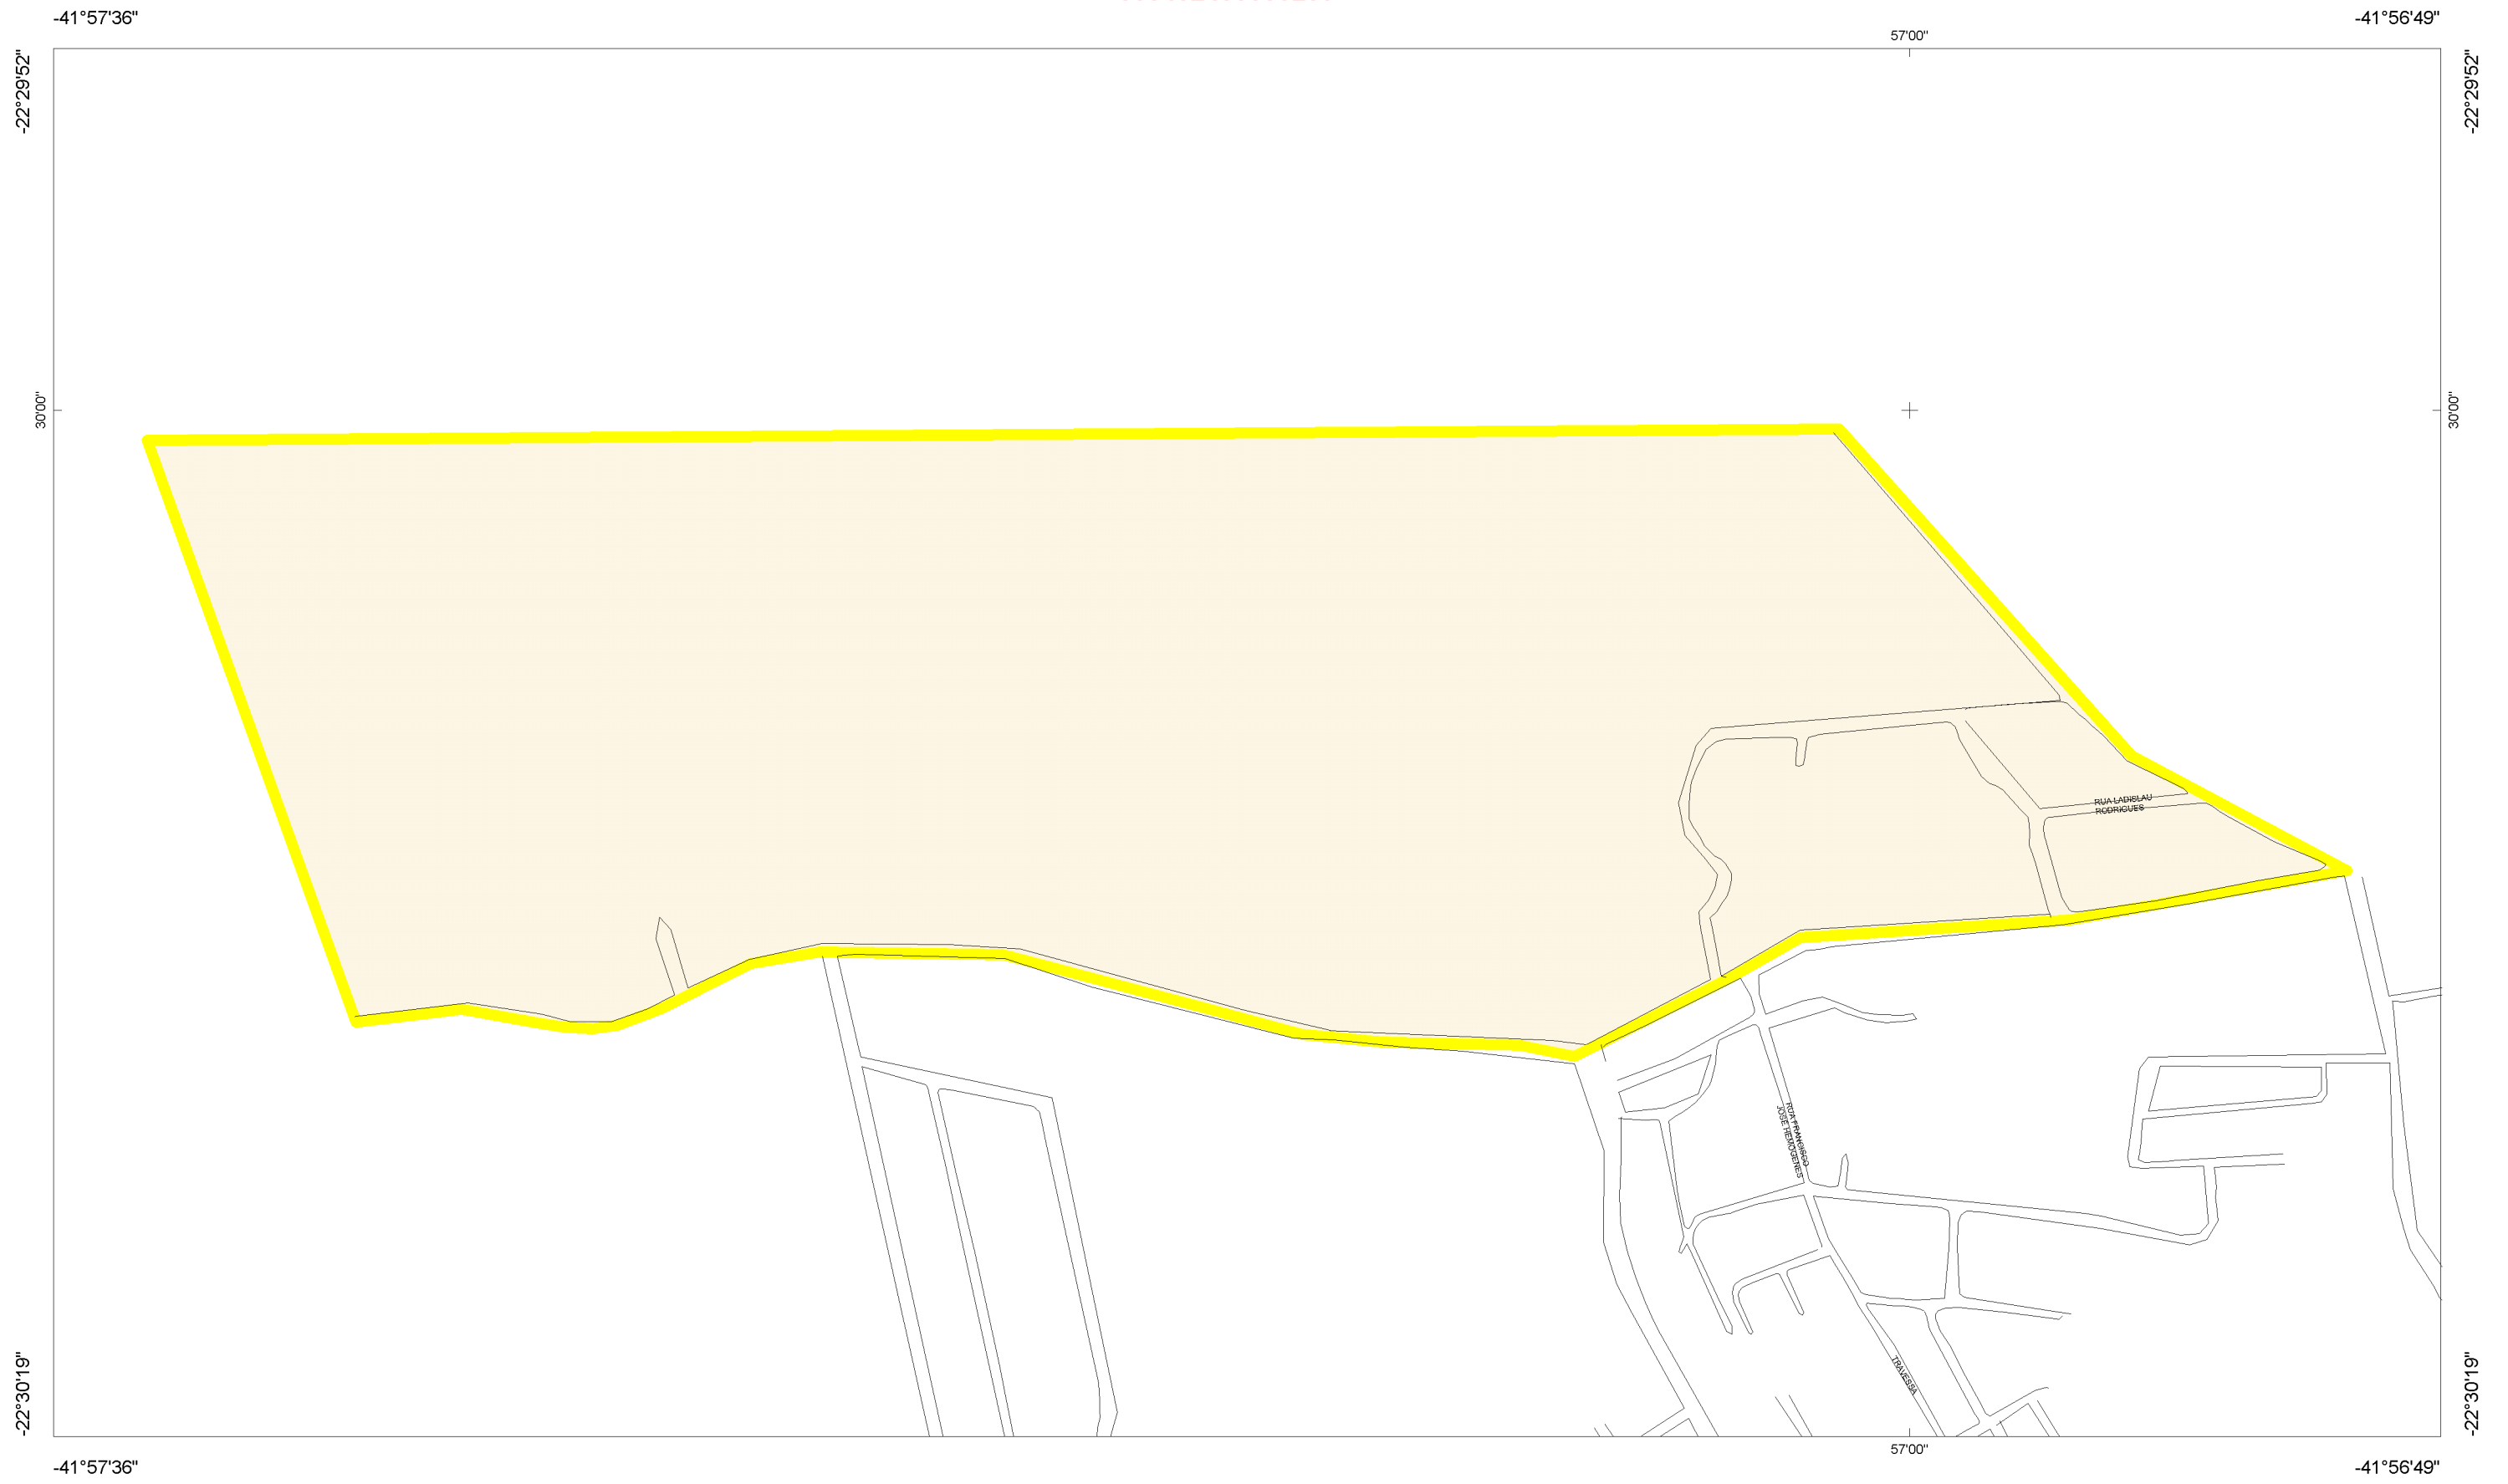 -41°57'36"
-41°56'49"
57'00"
-22°29'52"
-22°29'52"
30'00"
30'00"
RUA LADISLAU
RODRIGUES
RUA FRANCISCO
JOSE HEMOGENES
TRAVESSA
-22°30'19"
-22°30'19"
57'00"
-41°57'36"
-41°56'49"